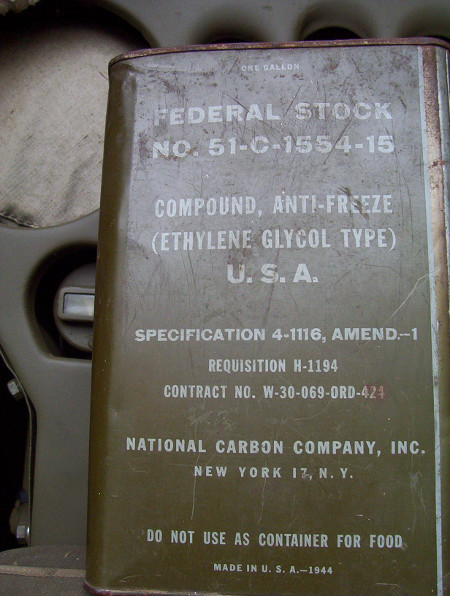 ONE GALLON
FEDERAL STOCK
NO. 51-C-1554-15
COMPOUND, ANTI-FREEZE
(ETHYLENE GLYCOL TYPE)
U. S. A.
SPECIFICATION 4-1116, AMEND.-1
REQUISITION H-1194
CONTRACT NO. W-30-069-ORD-424
NATIONAL CARBON COMPANY, INC.
NEW YORK 17, N. Y.
DO NOT USE AS CONTAINER FOR FOOD
MADE IN U. S. A.-1944